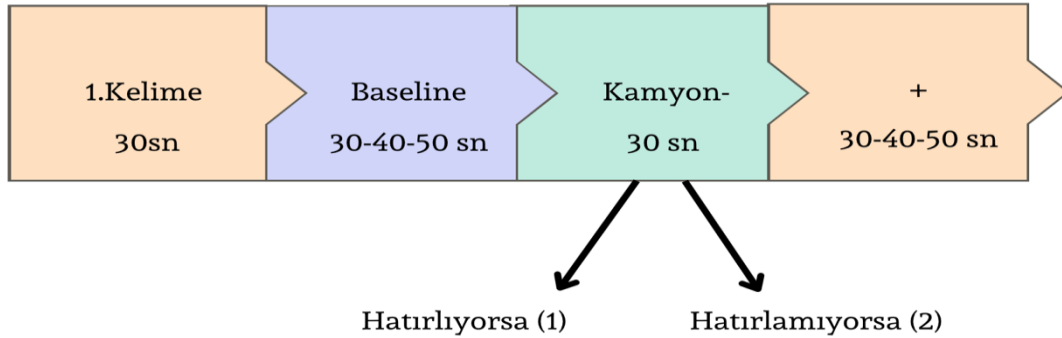 1.Kelime
30sn
Baseline
30-40-50 sn
Kamyon-
30 sn
+
30-40-50 sn
Hatırlıyorsa (1)
Hatırlamıyorsa (2)